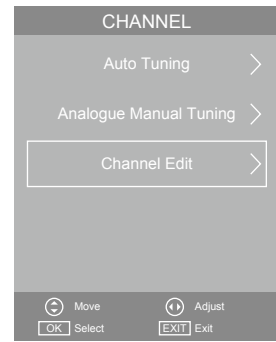 CHANNEL
Auto Tuning
Analogue Manual Tuning
Channel Edit
Move Adjust
OK Select EXIT Exit